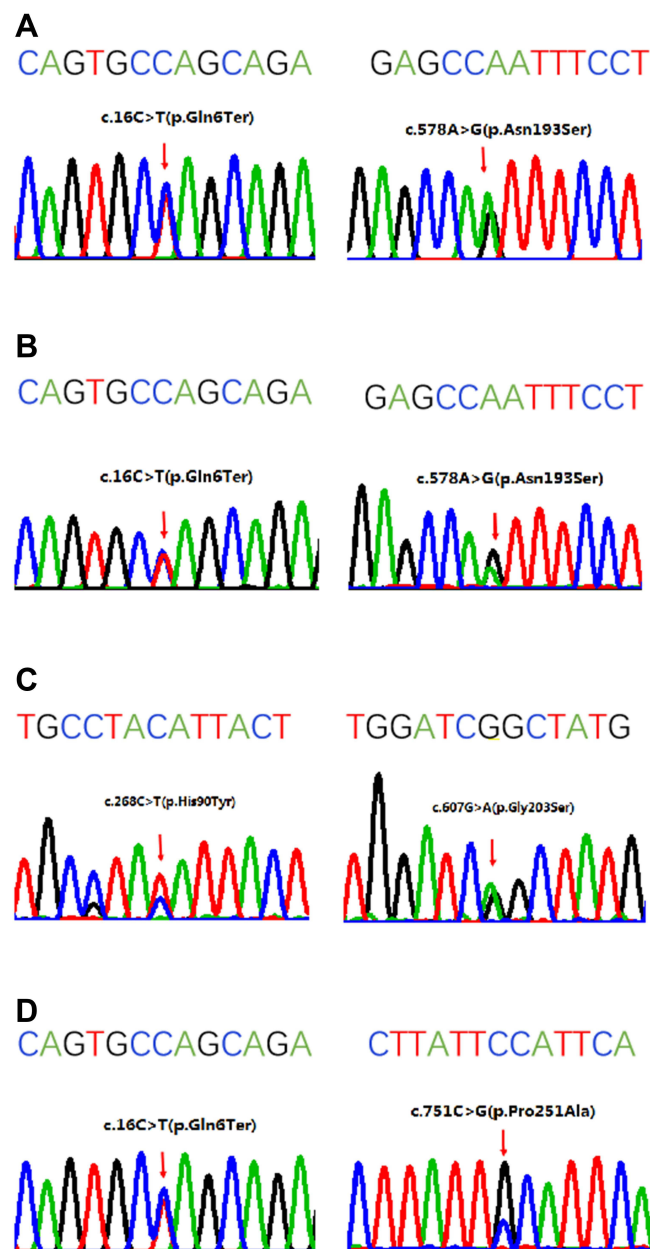 A
CAGTGCCAGCAGA GAGCCAATTTCCT
c.16C>T(p.Gln6Ter) c.578A>G(p.Asn193Ser)
B
CAGTGCCAGCAGA GAGCCAATTTCCT
c.16C>T(p.Gln6Ter) c.578A>G(p.Asn193Ser)
C
TGCCTACATTACT TGGATCGGCTATG
c.268C>T(p.His90Tyr) c.607G>A(p.Gly203Ser)
D
CAGTGCCAGCAGA CTTATTCCATTCA
c.16C>T(p.Gln6Ter) c.751C>G(p.Pro251Ala)